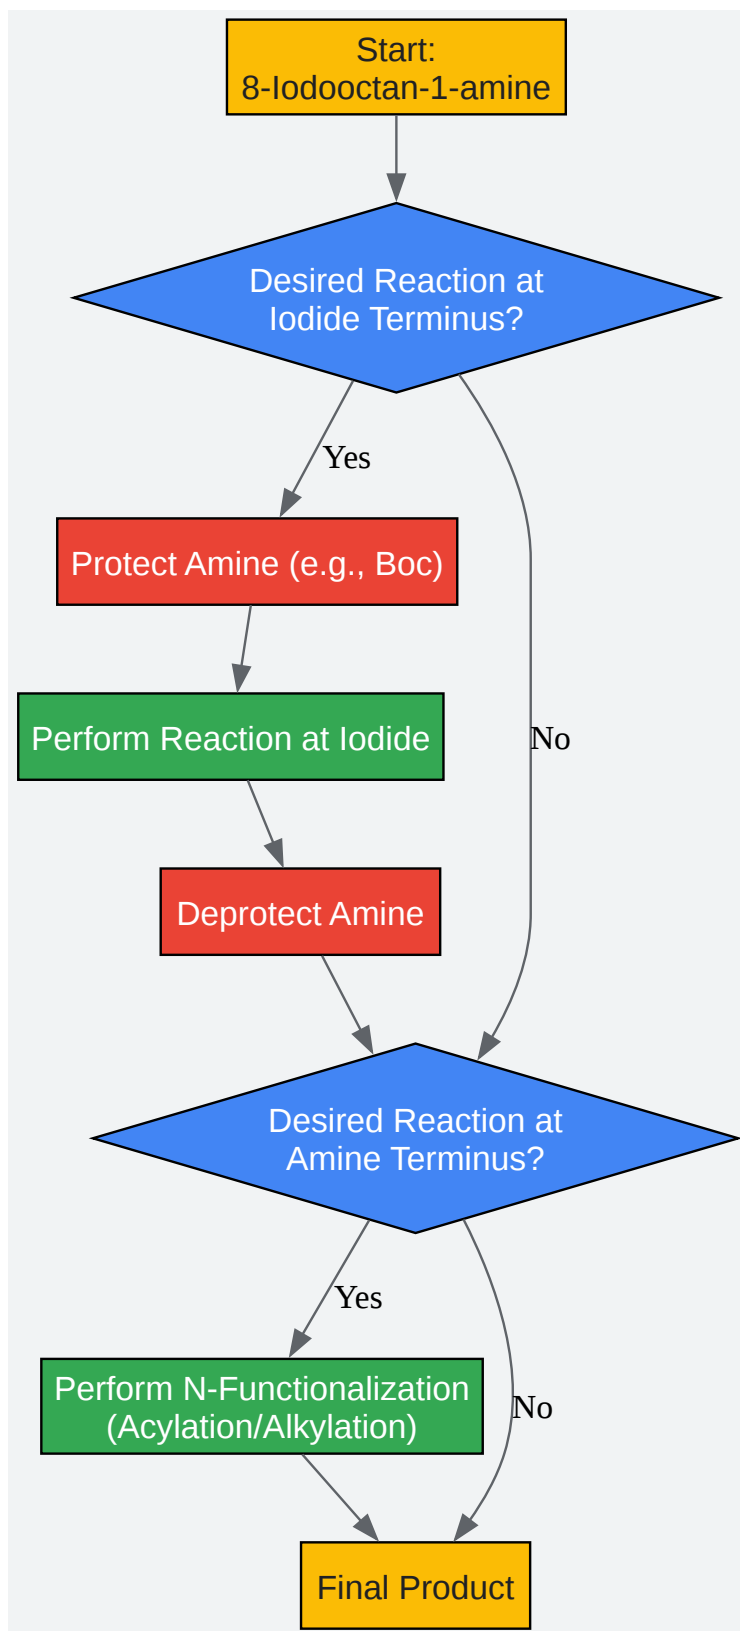 Start:
8-Iodooctan-1-amine
Desired Reaction at
Iodide Terminus?
Yes
Protect Amine (e.g., Boc)
Perform Reaction at Iodide
No
Deprotect Amine
Desired Reaction at
Amine Terminus?
Yes
Perform N-Functionalization
(Acylation/Alkylation)
No
Final Product